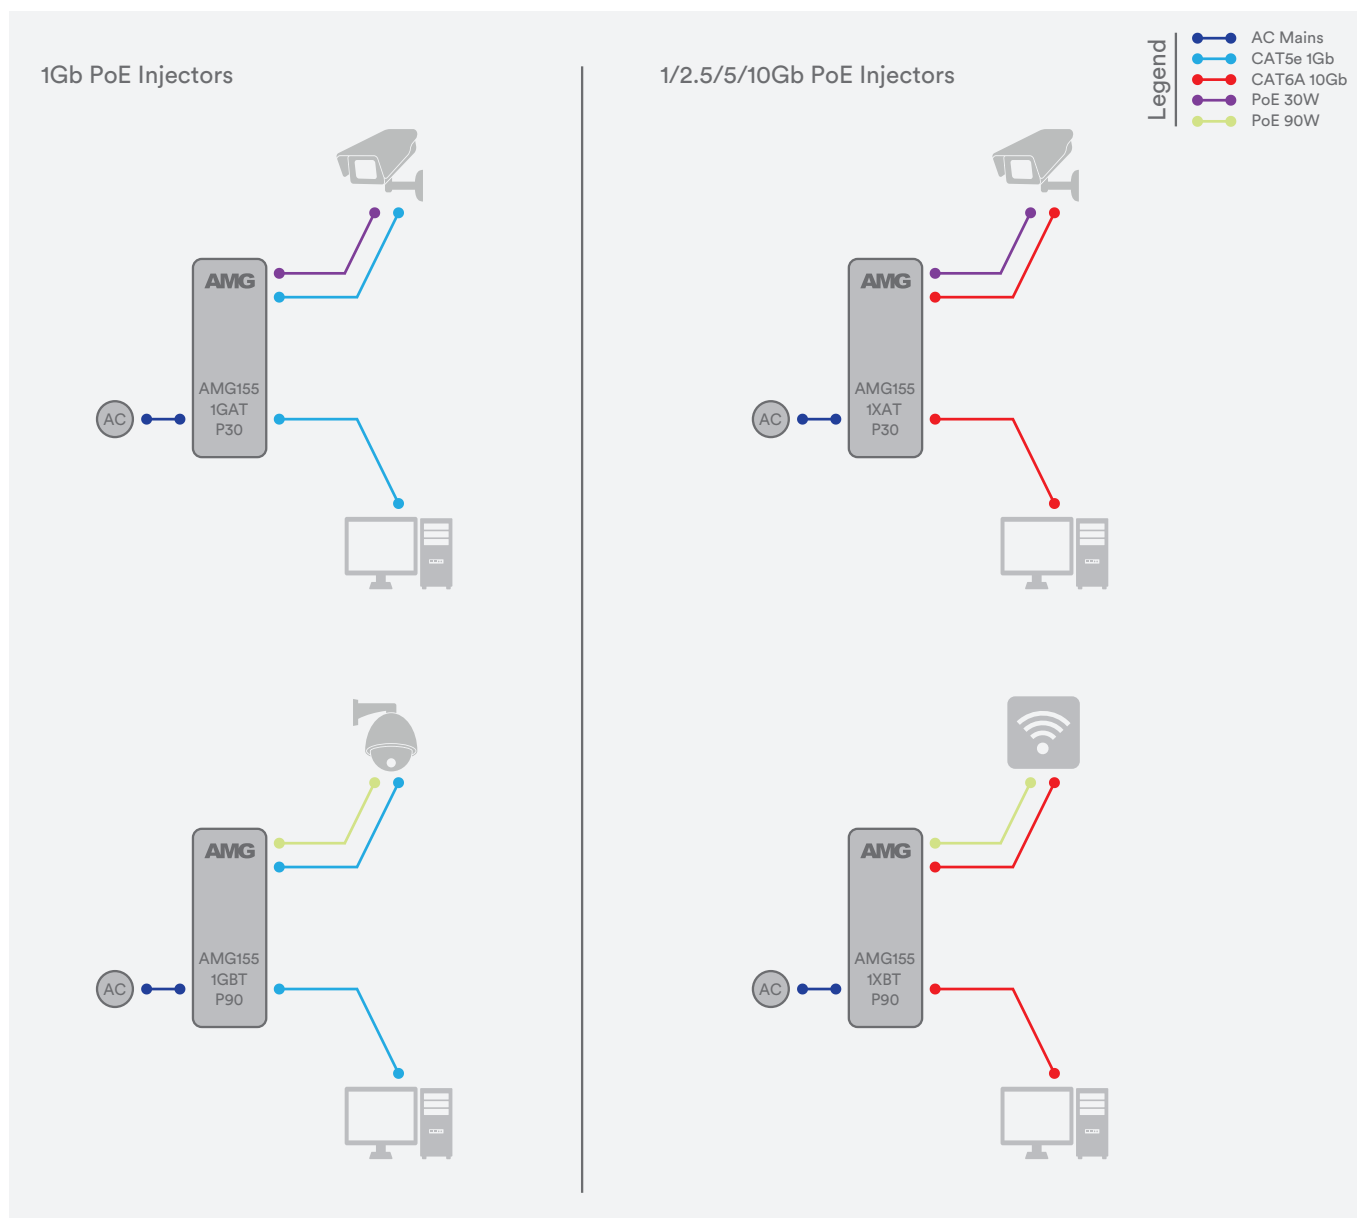 1Gb PoE Injectors
1/2.5/5/10Gb PoE Injectors
Legend
AC Mains
CAT5e 1Gb
CAT6A 10Gb
PoE 30W
PoE 90W
AMG
AMG155
1GAT
P30
AC
AMG
AMG155
1XAT
P30
AC
AMG
AMG155
1GBT
P90
AC
AMG
AMG155
1XBT
P90
AC